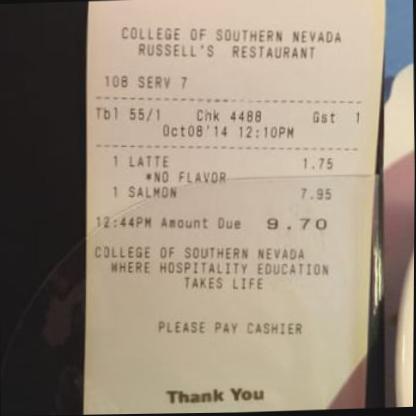 COLLEGE OF SOUTHERN NEVADA
RUSSELL'S RESTAURANT
108 SERV 7
Tbl 55/1 Chk 4488 Gst 1
Oct08'14 12:10PM
1 LATTE 1.75
*NO FLAVOR
1 SALMON 7.95
12:44PM Amount Due 9.70
COLLEGE OF SOUTHERN NEVADA
WHERE HOSPITALITY EDUCATION
TAKES LIFE
PLEASE PAY CASHIER
Thank You